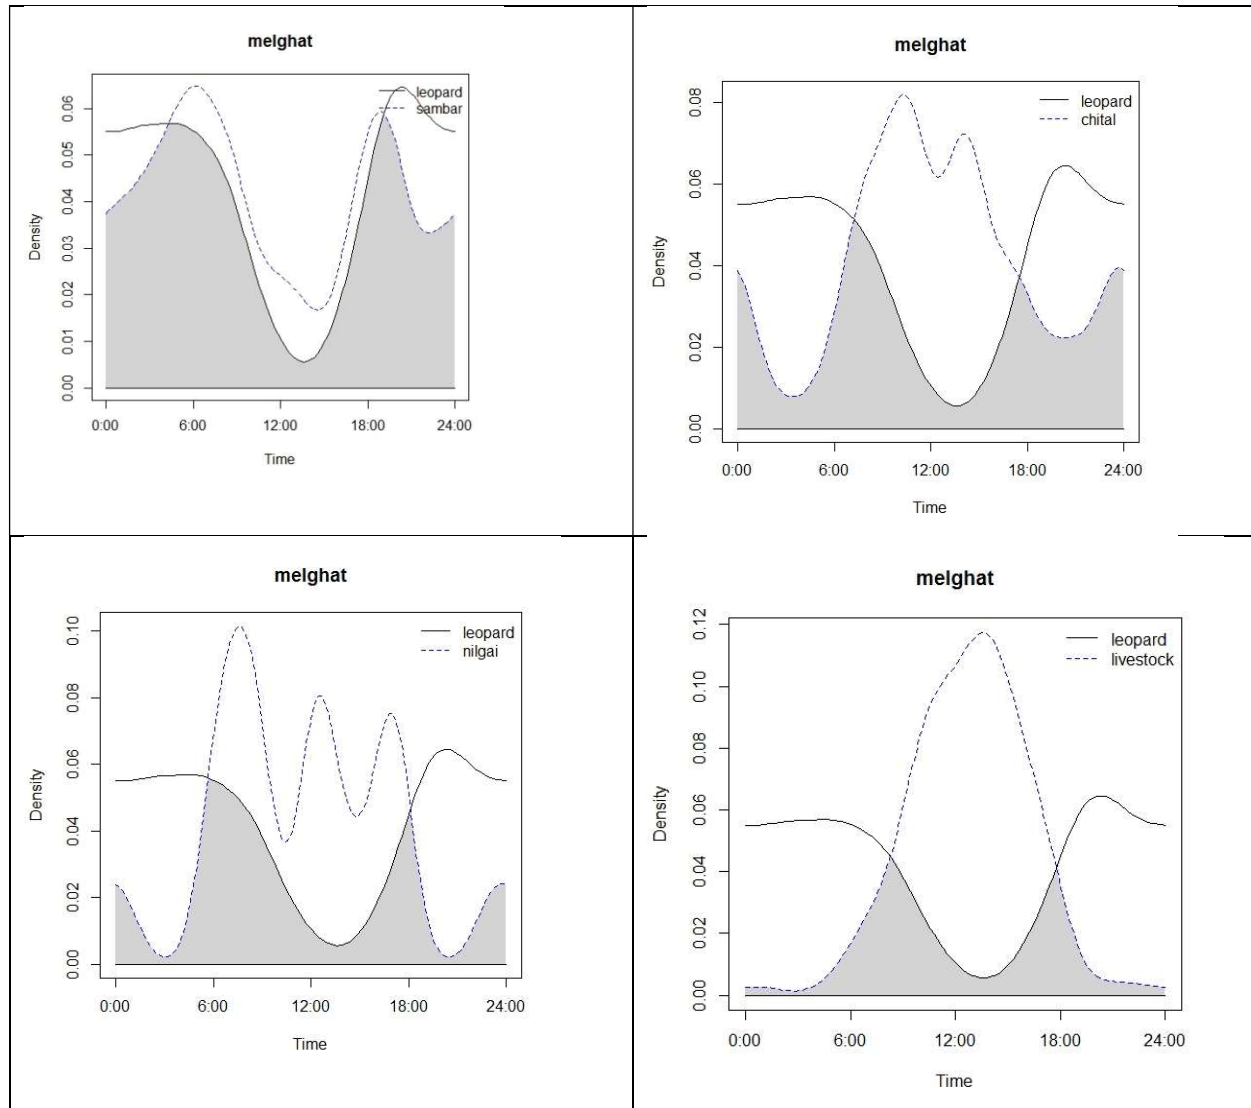 melghat
leopard
sambar
Density
0.00 0.01 0.02 0.03 0.04 0.05 0.06
0:00 6:00 12:00 18:00 24:00
Time
melghat
leopard
chital
Density
0.00 0.02 0.04 0.06 0.08
0:00 6:00 12:00 18:00 24:00
Time
melghat
leopard
nilgai
Density
0.00 0.02 0.04 0.06 0.08 0.10
0:00 6:00 12:00 18:00 24:00
Time
melghat
leopard
livestock
Density
0.00 0.02 0.04 0.06 0.08 0.10 0.12
0:00 6:00 12:00 18:00 24:00
Time